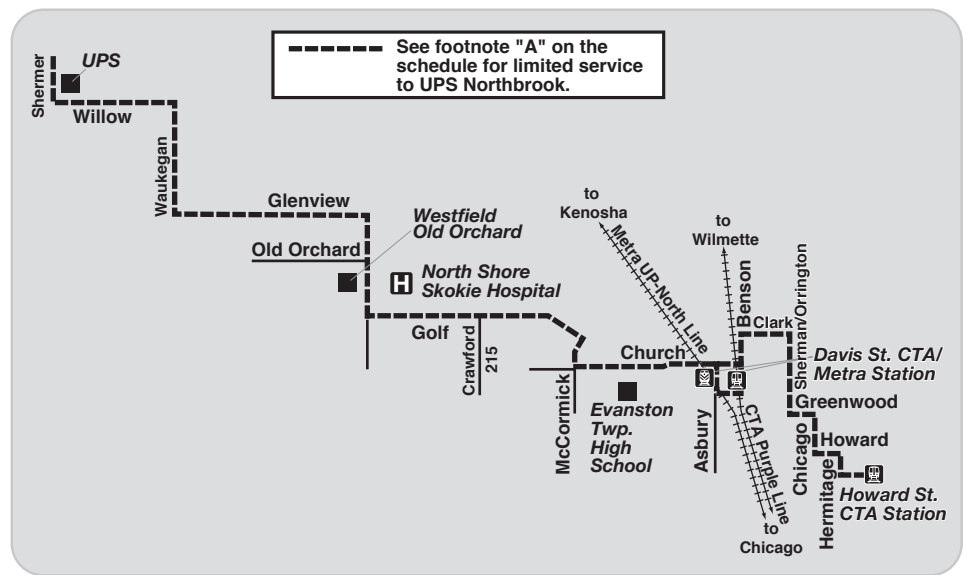 See footnote "A" on the
schedule for limited service
to UPS Northbrook.
Shermer
UPS
Willow
Waukegan
Glenview
Westfield
Old Orchard
Old Orchard
H
North Shore
Skokie Hospital
Golf
Crawford
215
to
Kenosha
Metra UP-North Line
to
Wilmette
Benson
Clark
Sherman/Orrington
Church
McCormick
Evanston
Twp.
High
School
Asbury
CTA Purple Line
to
Chicago
Davis St. CTA/
Metra Station
Greenwood
Chicago
Howard
Hermitage
Howard St.
CTA Station